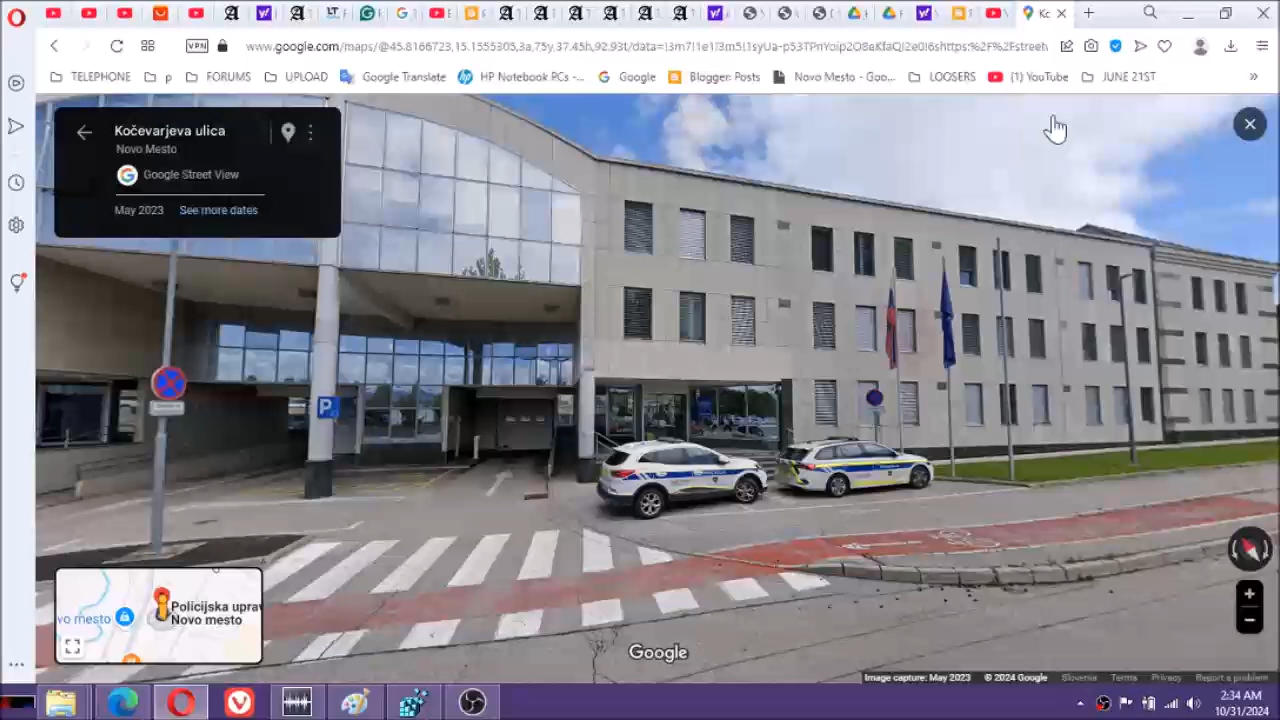 VPN
www.google.com/maps/@45.8166723,15.1555305,3a,75y,37.45h,92.93t/data=!3m7!1e1!3m5!1syUa-p53TPnYoip2O8eKfaQ!2e0!6shttps:%2F%2Fstreeth
TELEPHONE p FORUMS UPLOAD Google Translate HP Notebook PCs -... Google Blogger: Posts Novo Mesto - Goo... LOOSERS (1) YouTube JUNE 21ST »
Kočevarjeva ulica
Novo Mesto
Google Street View
May 2023 See more dates
P
Policijska uprav
vo mesto
Novo mesto
Google
Image capture: May 2023 © 2024 Google Slovenia Terms Privacy Report a problem
2:34 AM
10/31/2024